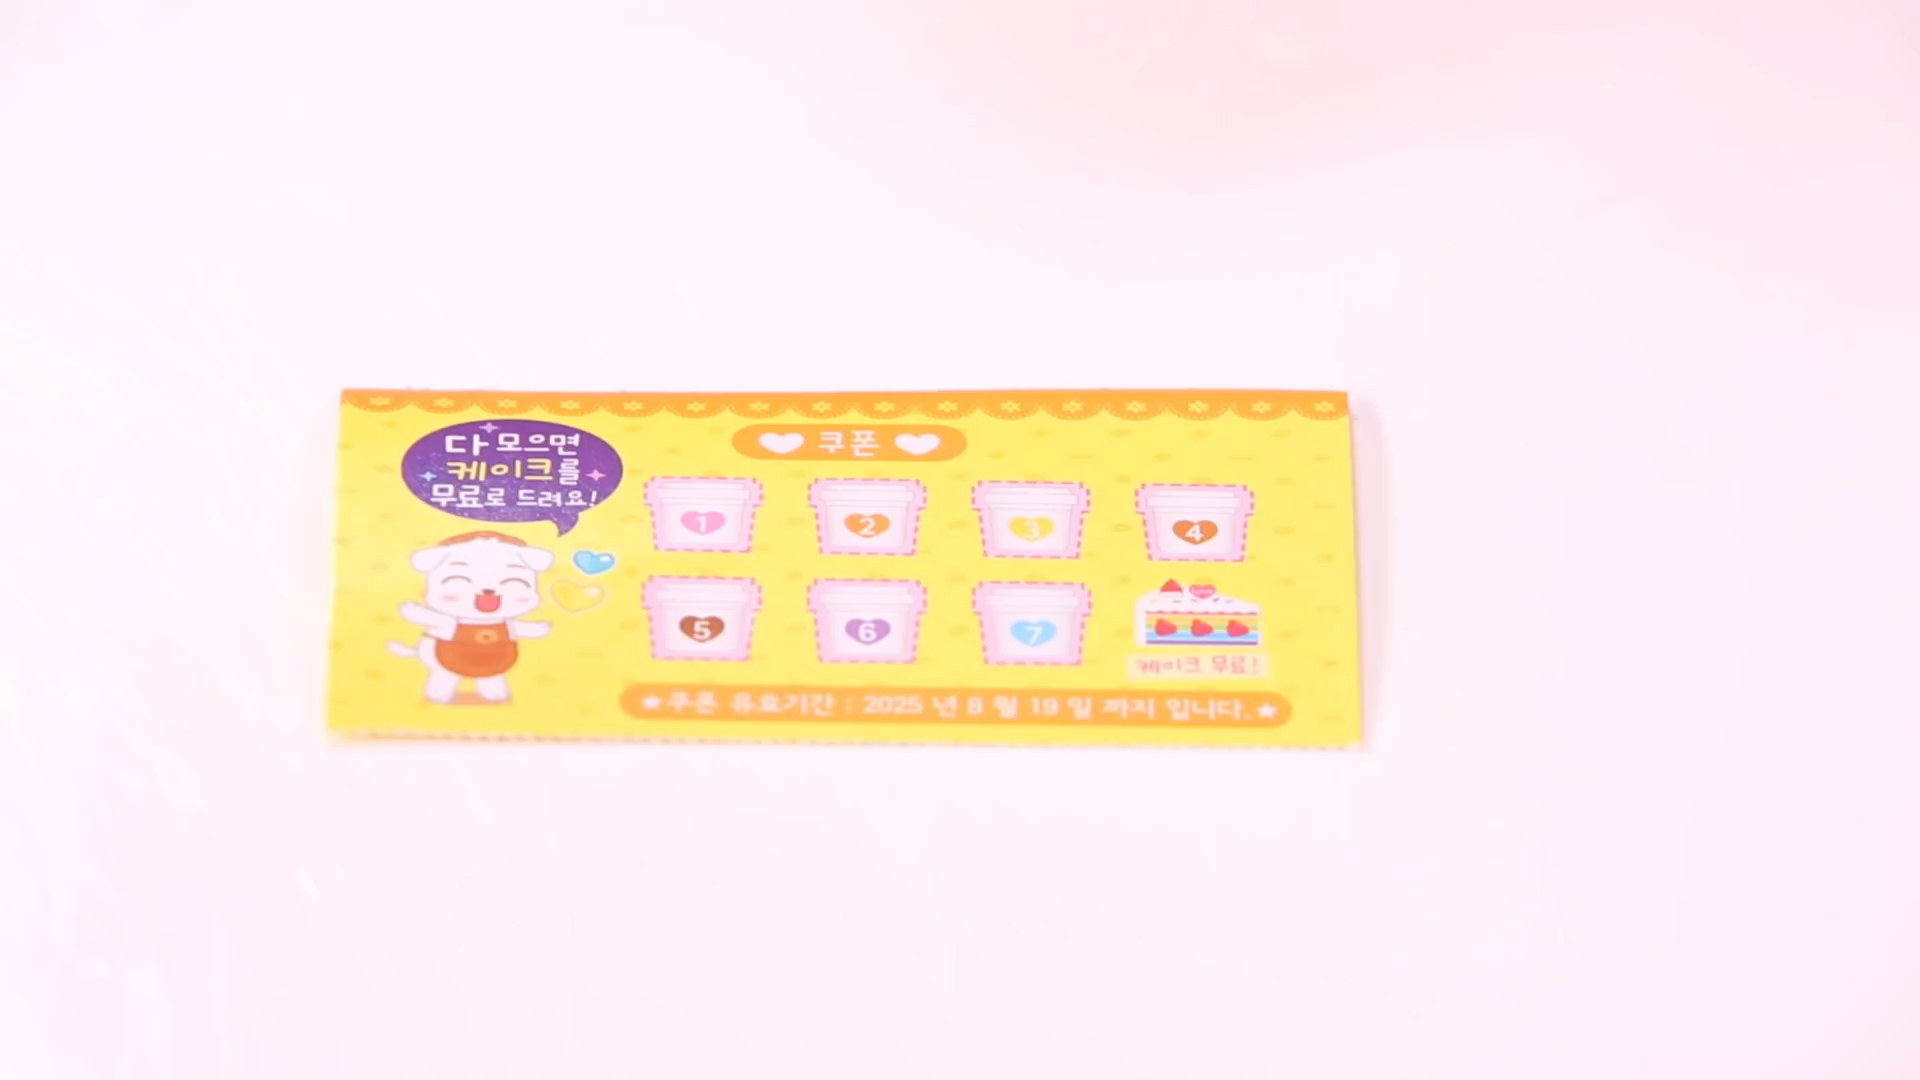 다 모으면
케이크를
무료로 드려요!
쿠폰
1
2
3
4
5
6
7
케이크 무료!
★쿠폰 유효기간 : 2025 년 8 월 19 일 까지 입니다.★